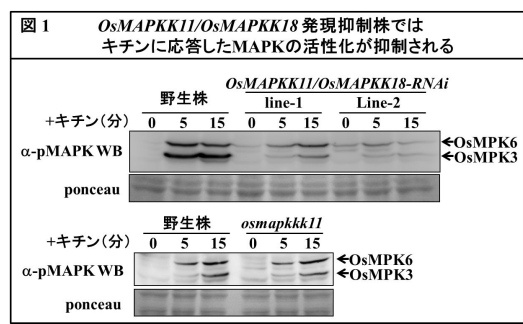 図1 OsMAPKK11/OsMAPKK18発現抑制株では
キチンに応答したMAPKの活性化が抑制される
OsMAPKK11/OsMAPKK18-RNAi
野生株 line-1 Line-2
+キチン(分) 0 5 15 0 5 15 0 5 15
α-pMAPK WB ←OsMPK6
←OsMPK3
ponceau
野生株 osmapkkk11
+キチン(分) 0 5 15 0 5 15
α-pMAPK WB ←OsMPK6
←OsMPK3
ponceau